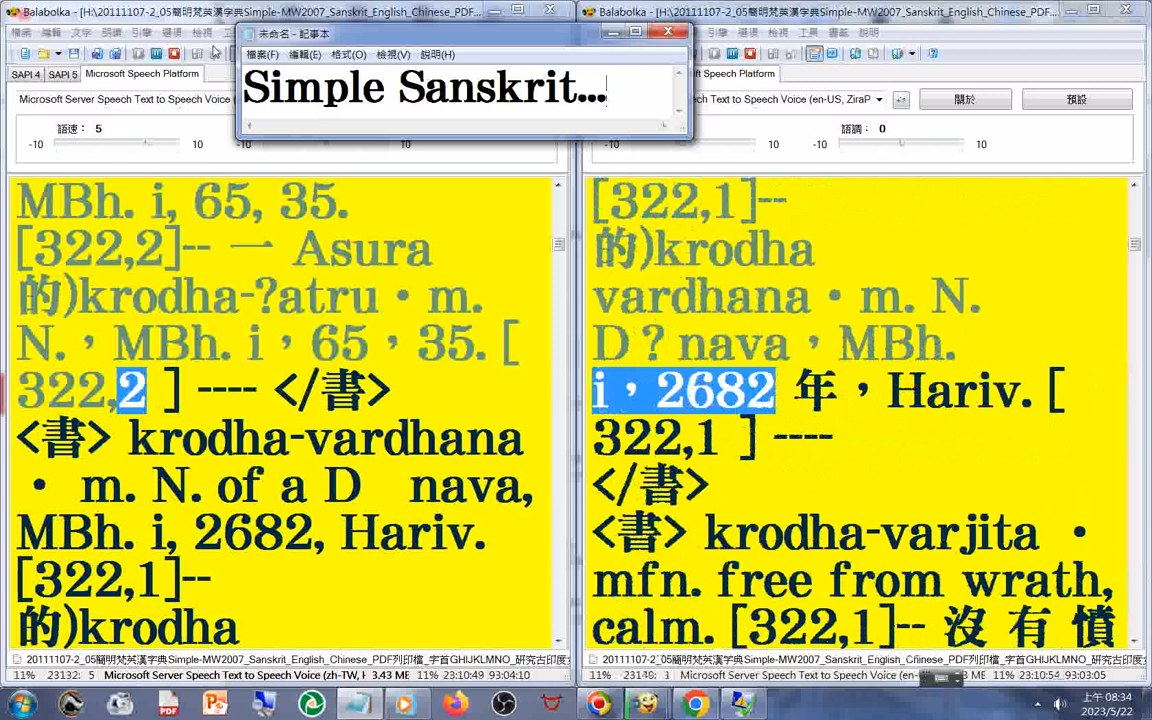 Balabolka - [H:\20111107-2_05簡明梵英漢字典Simple-MW2007_Sanskrit_English_Chinese_PDF...
Balabolka - [H:\20111107-2_05簡明梵英漢字典Simple-MW2007_Sanskrit_English_Chinese_PDF...
未命名 - 記事本
檔案(F) 編輯(E) 格式(O) 檢視(V) 說明(H)
Simple Sanskrit...
SAPI 4 SAPI 5 Microsoft Speech Platform
t Speech Platform
Microsoft Server Speech Text to Speech Voice
ch Text to Speech Voice (en-US, ZiraP
關於
預設
語速： 5
語調： 0
-10 10
-10 10
MBh. i, 65, 35.
[322,2]-- 一 Asura
的)krodha-?atru・m.
N.，MBh. i，65，35. [
322,2 ] ---- </書>
<書> krodha-vardhana
・ m. N. of a D nava,
MBh. i, 2682, Hariv.
[322,1]--
的)krodha
[322,1]--
的)krodha
vardhana・m. N.
D？nava，MBh.
i，2682 年，Hariv. [
322,1 ] ----
</書>
<書> krodha-varjita ・
mfn. free from wrath,
calm. [322,1]-- 沒 有 憤
20111107-2_05簡明梵英漢字典Simple-MW2007_Sanskrit_English_Chinese_PDF列印檔_字首GHIJKLMNO_研究古印度
20111107-2_05簡明梵英漢字典Simple-MW2007_Sanskrit_English_Chinese_PDF列印檔_字首GHIJKLMNO_研究古印度
11% 5 Microsoft Server Speech Text to Speech Voice (zh-TW, 3.43 ME 11% 23:10:49 93:04:10
11% 5 Microsoft Server Speech Text to Speech Voice 11% 23:10:54 93:03:05
上午 08:34
2023/5/22